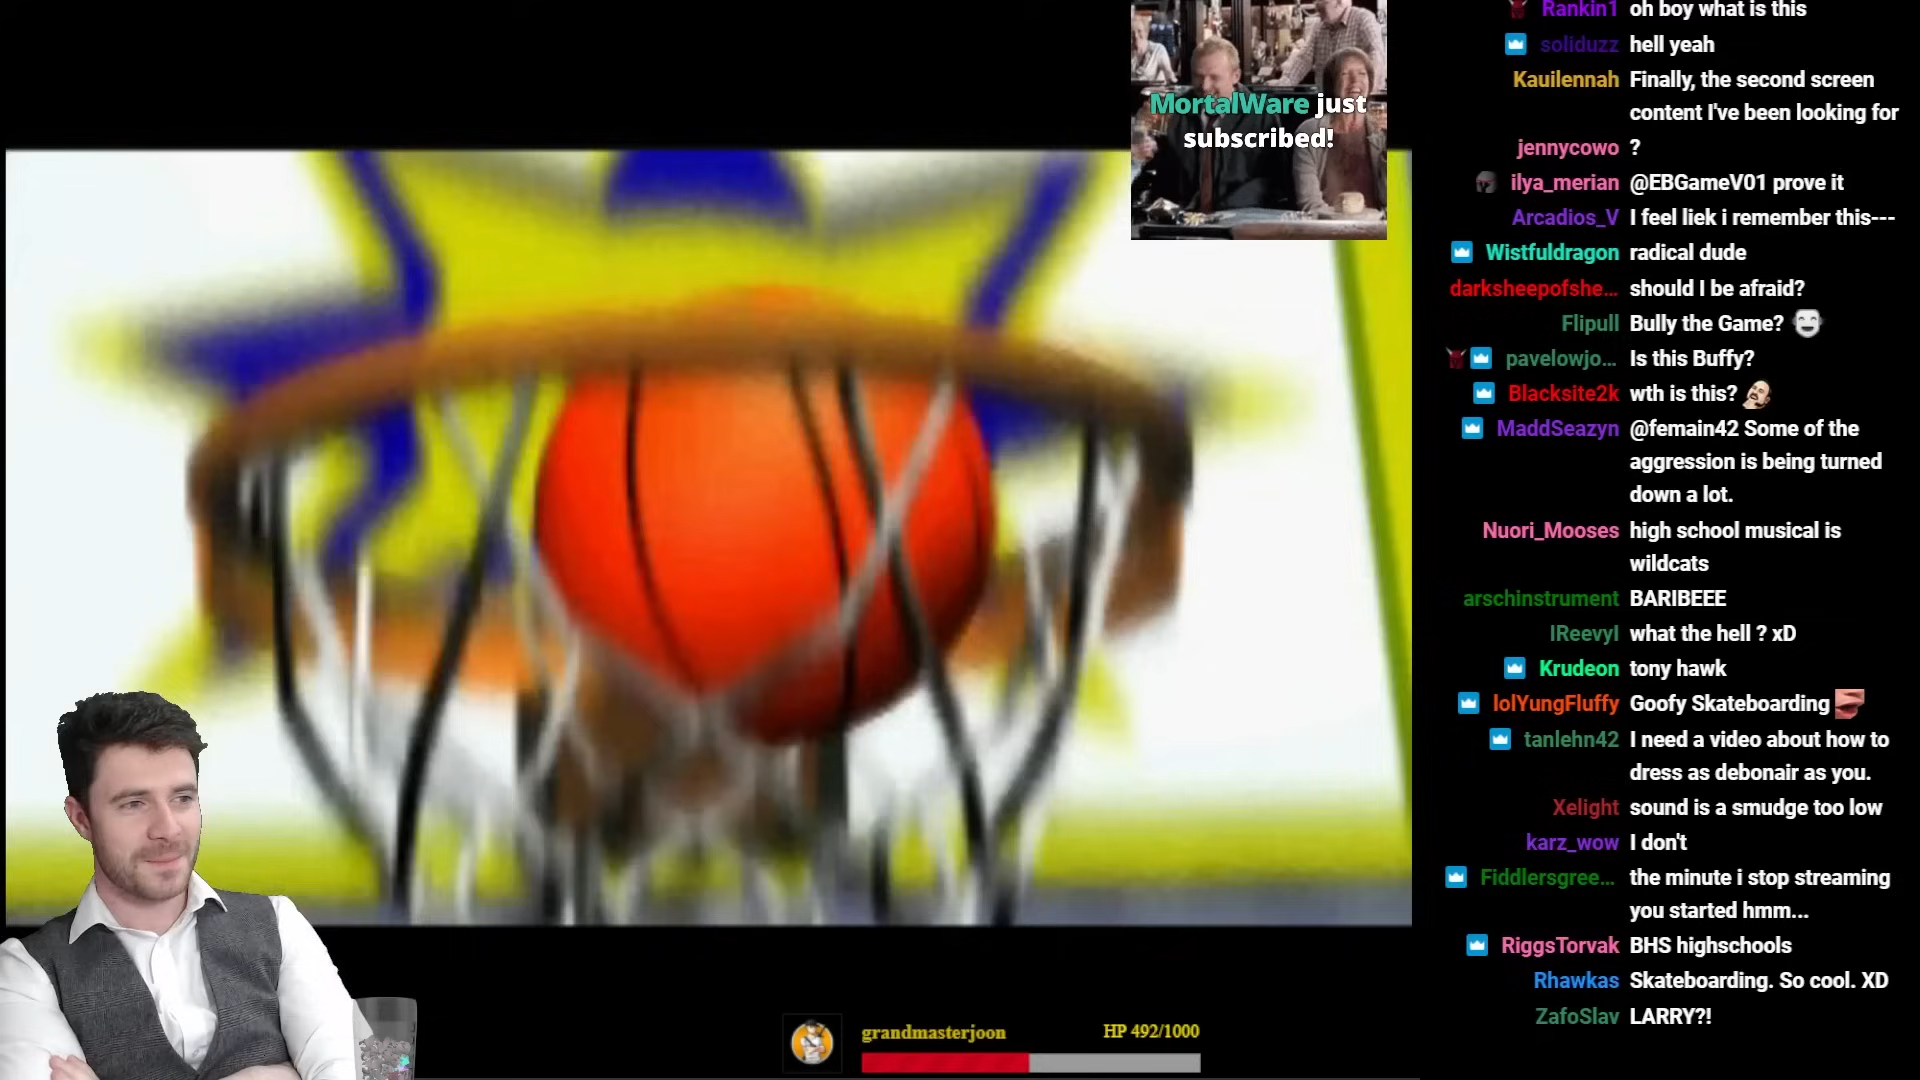 MortalWare just
subscribed!
Rankin1 oh boy what is this
soliduzz hell yeah
Kauilennah Finally, the second screen
content I've been looking for
jennycowo ?
ilya_merian @EBGameV01 prove it
Arcadios_V I feel liek i remember this---
Wistfuldragon radical dude
darksheepofshe... should I be afraid?
Flipull Bully the Game?
pavelowjo... Is this Buffy?
Blacksite2k wth is this?
MaddSeazyn @femain42 Some of the
aggression is being turned
down a lot.
Nuori_Mooses high school musical is
wildcats
arschinstrument BARIBEEE
IReevyl what the hell ? xD
Krudeon tony hawk
lolYungFluffy Goofy Skateboarding
tanlehn42 I need a video about how to
dress as debonair as you.
Xelight sound is a smudge too low
karz_wow I don't
Fiddlersgree... the minute i stop streaming
you started hmm...
RiggsTorvak BHS highschools
Rhawkas Skateboarding. So cool. XD
ZafoSlav LARRY?!
grandmasterjoon HP 492/1000